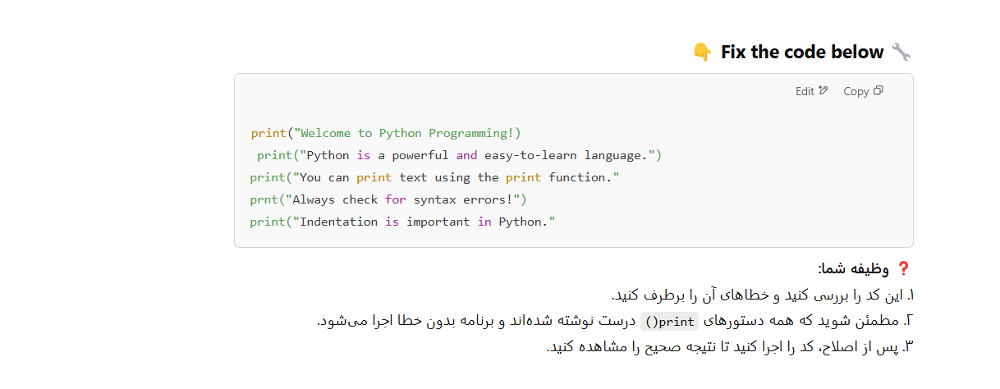 🔧 Fix the code below 👇
Edit Copy
print("Welcome to Python Programming!)
 print("Python is a powerful and easy-to-learn language.")
print("You can print text using the print function."
prnt("Always check for syntax errors!")
print("Indentation is important in Python."
❓ وظیفه شما:
۱. این کد را بررسی کنید و خطاهای آن را برطرف کنید.
۲. مطمئن شوید که همه دستورهای print() درست نوشته شده‌اند و برنامه بدون خطا اجرا می‌شود.
۳. پس از اصلاح، کد را اجرا کنید تا نتیجه صحیح را مشاهده کنید.